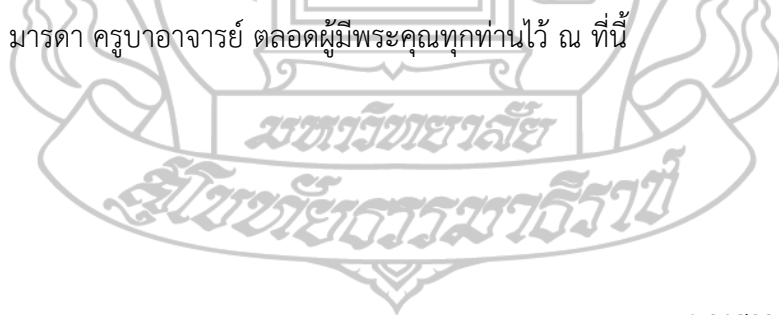 มารดา ครูบาอาจารย์ ตลอดผู้มีพระคุณทุกท่านไว้ ณ ที่นี้
มหาวิทยาลัย
สุโขทัยธรรมาธิราช